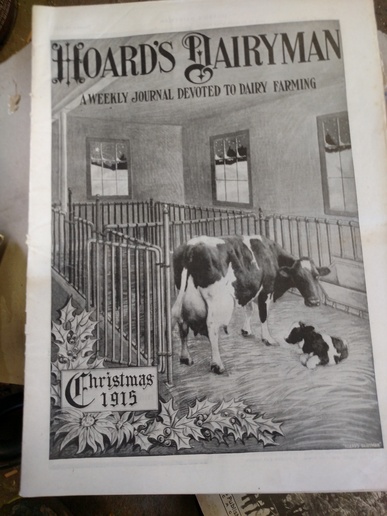 HOARD'S DAIRYMAN
A WEEKLY JOURNAL DEVOTED TO DAIRY FARMING
Christmas
1915